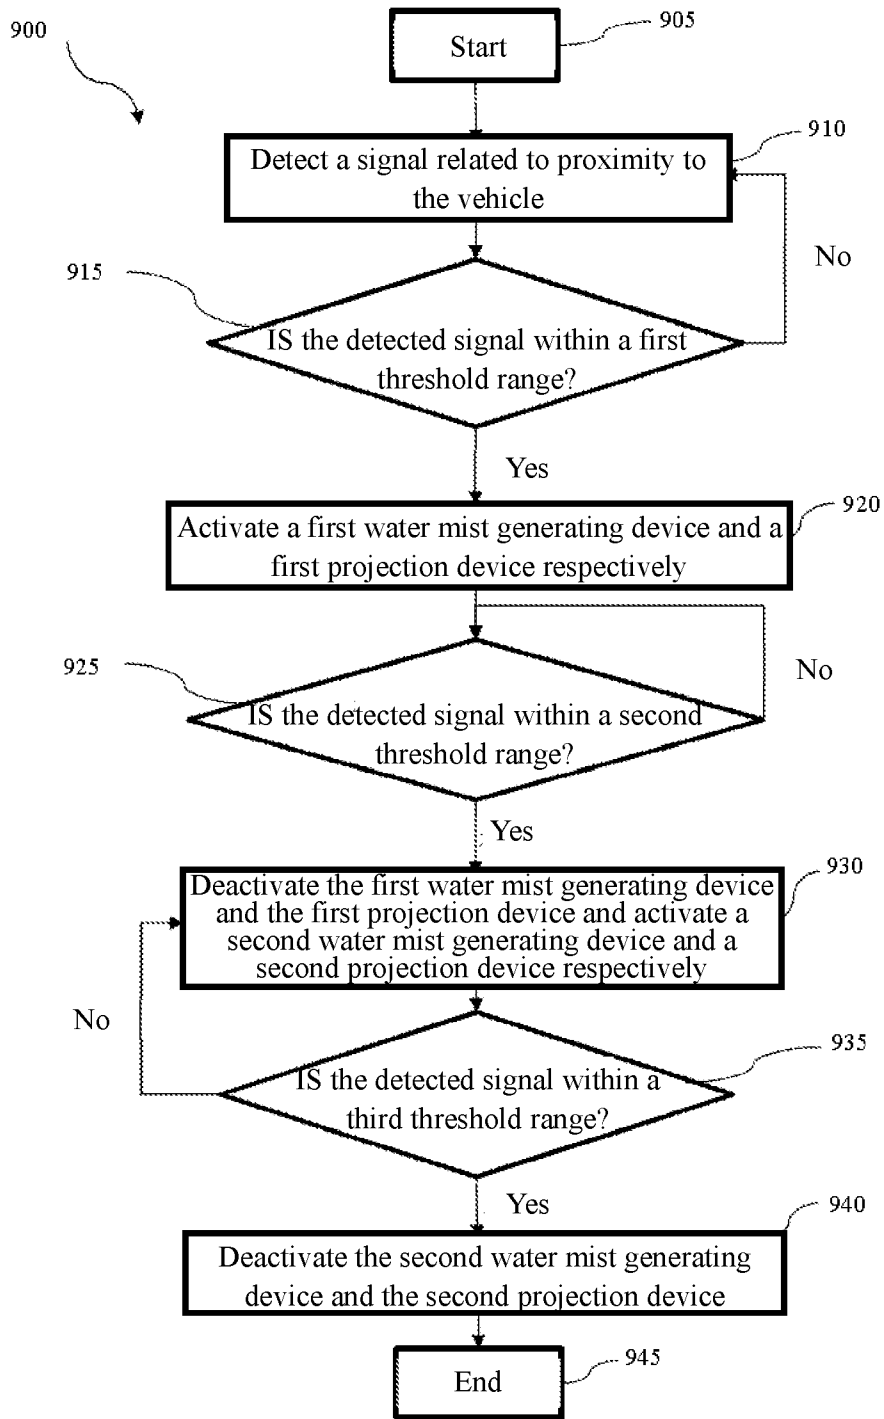 900
905
Start
910
Detect a signal related to proximity to
the vehicle
No
915
IS the detected signal within a first
threshold range?
Yes
920
Activate a first water mist generating device and a
first projection device respectively
925
No
IS the detected signal within a second
threshold range?
Yes
930
Deactivate the first water mist generating device
and the first projection device and activate a
second water mist generating device and a
second projection device respectively
No
935
IS the detected signal within a
third threshold range?
Yes
940
Deactivate the second water mist generating
device and the second projection device
945
End